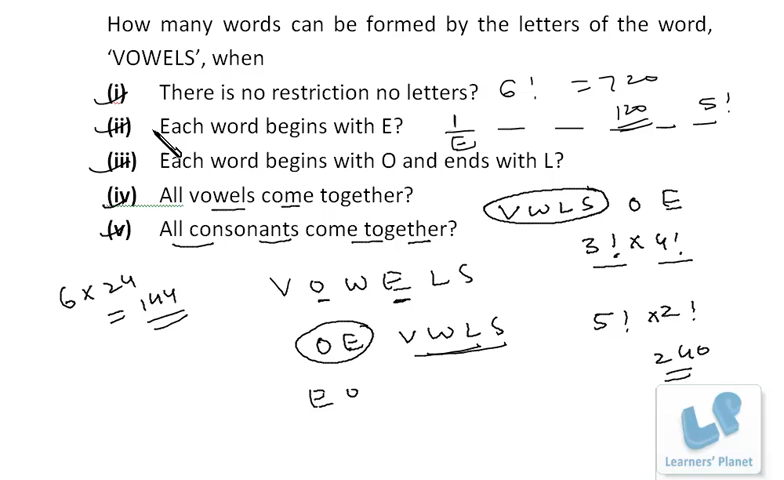 How many words can be formed by the letters of the word,
‘VOWELS’, when
(i) There is no restriction no letters? 6! = 720
(ii) Each word begins with E? 1 E 120 5!
(iii) Each word begins with O and ends with L?
(iv) All vowels come together? VWLS O E
(v) All consonants come together? 3! × 4!
6 × 24 = 144
V O W E L S
O E V W L S 5! × 2!
240
E O
LP
Learners’ Planet